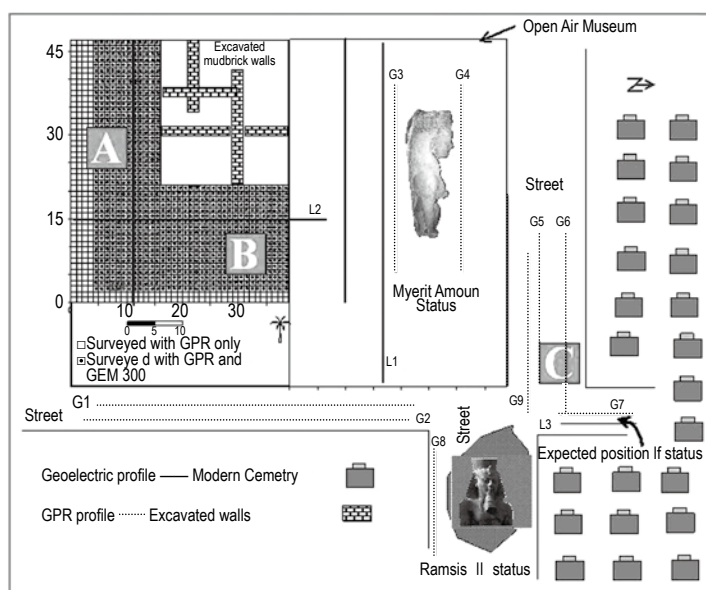 Open Air Museum
45
30
15
0
10
30
0
5
10
Excavated
mudbrick walls
A
B
L2
G3
G4
Z
Street
G5
G6
Myerit Amoun
Status
L1
□Surveyed with GPR only
Surveye d with GPR and
GEM 300
C
G1
G2
G9
G7
L3
Street
G8
Street
Expected position lf status
Geoelectric profile
Modern Cemetry
GPR profile
Excavated walls
Ramsis II status